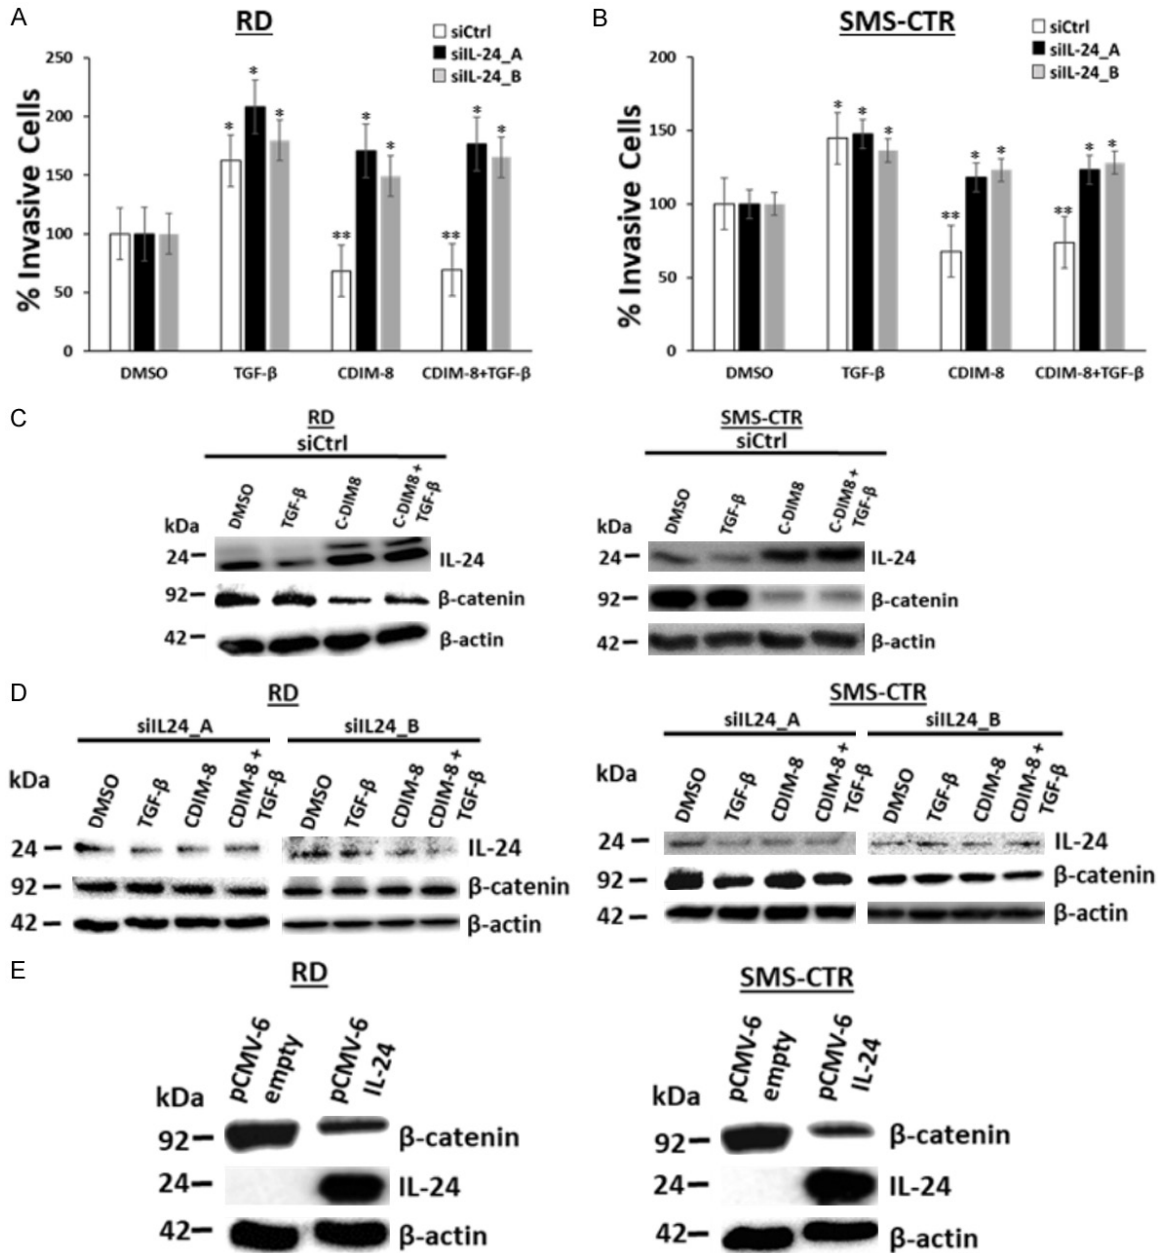 A
RD
siCtrl
siIL-24_A
siIL-24_B
% Invasive Cells
250
200
150
100
50
0
* * * * * * *
** **
DMSO TGF-β CDIM-8 CDIM-8+TGF-β
B
SMS-CTR
siCtrl
siIL-24_A
siIL-24_B
% Invasive Cells
200
150
100
50
0
* * * * * * *
** **
DMSO TGF-β CDIM-8 CDIM-8+TGF-β
C
RD
siCtrl
DMSO TGF-β C-DIM8 C-DIM8+ TGF-β
kDa
24 IL-24
92 β-catenin
42 β-actin
SMS-CTR
siCtrl
DMSO TGF-β C-DIM8 C-DIM8+ TGF-β
kDa
24 IL-24
92 β-catenin
42 β-actin
D
RD
siIL24_A siIL24_B
DMSO TGF-β CDIM-8 CDIM-8+ TGF-β DMSO TGF-β CDIM-8 CDIM-8+ TGF-β
kDa
24 IL-24
92 β-catenin
42 β-actin
SMS-CTR
siIL24_A siIL24_B
DMSO TGF-β CDIM-8 CDIM-8+ TGF-β DMSO TGF-β CDIM-8 CDIM-8+ TGF-β
kDa
24 IL-24
92 β-catenin
42 β-actin
E
RD
pCMV-6 empty pCMV-6 IL-24
kDa
92 β-catenin
24 IL-24
42 β-actin
SMS-CTR
pCMV-6 empty pCMV-6 IL-24
kDa
92 β-catenin
24 IL-24
42 β-actin